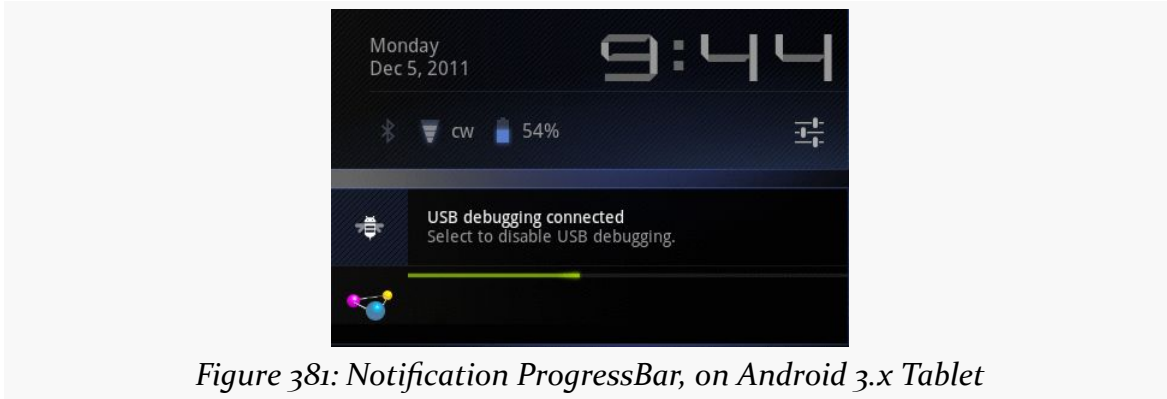 Monday
Dec 5, 2011
9:44
cw 54%
USB debugging connected
Select to disable USB debugging.
Figure 381: Notification ProgressBar, on Android 3.x Tablet